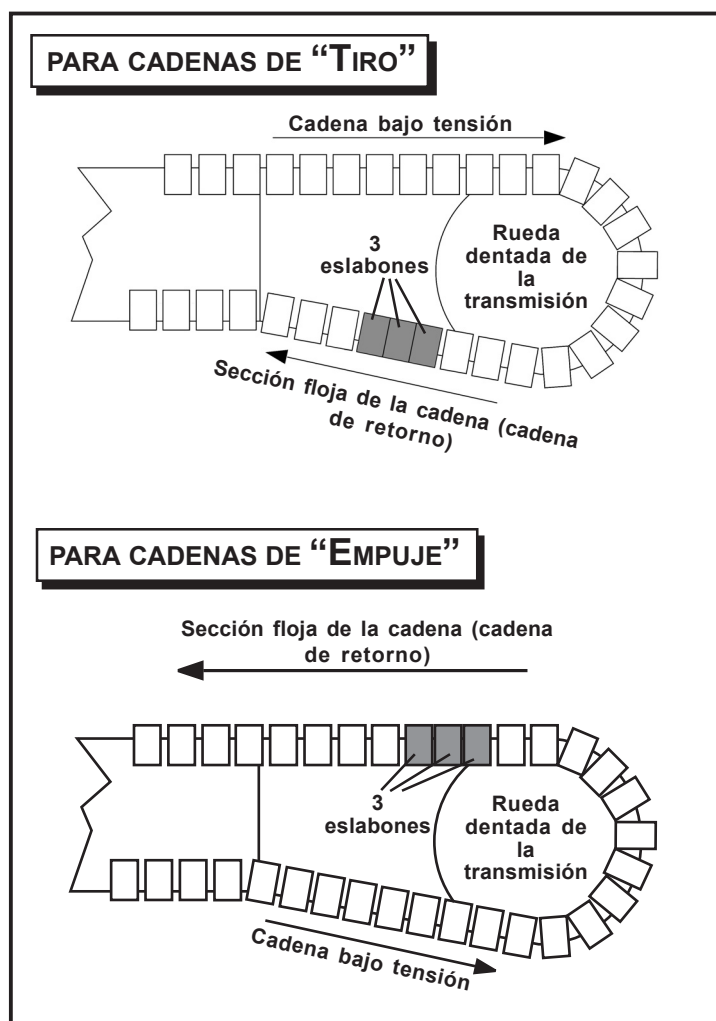 PARA CADENAS DE “TIRO”
Cadena bajo tensión
3
eslabones
Rueda
dentada de
la
transmisión
Sección floja de la cadena (cadena
de retorno)
PARA CADENAS DE “EMPUJE”
Sección floja de la cadena (cadena
de retorno)
3
eslabones
Rueda
dentada de
la
transmisión
Cadena bajo tensión